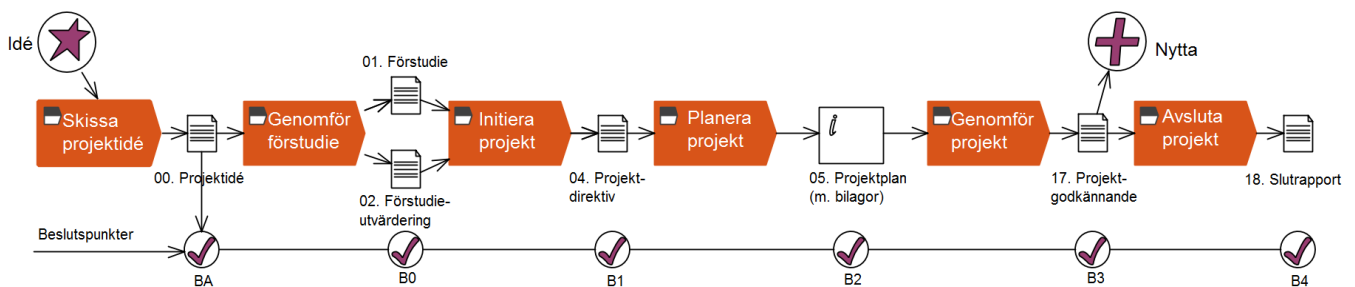 Idé
Nytta
01. Förstudie
Skissa
projektidé
Genomför
förstudie
Initiera
projekt
Planera
projekt
i
Genomför
projekt
Avsluta
projekt
00. Projektidé
02. Förstudie-
utvärdering
04. Projekt-
direktiv
05. Projektplan
(m. bilagor)
17. Projekt-
godkännande
18. Slutrapport
Beslutspunkter
BA
B0
B1
B2
B3
B4